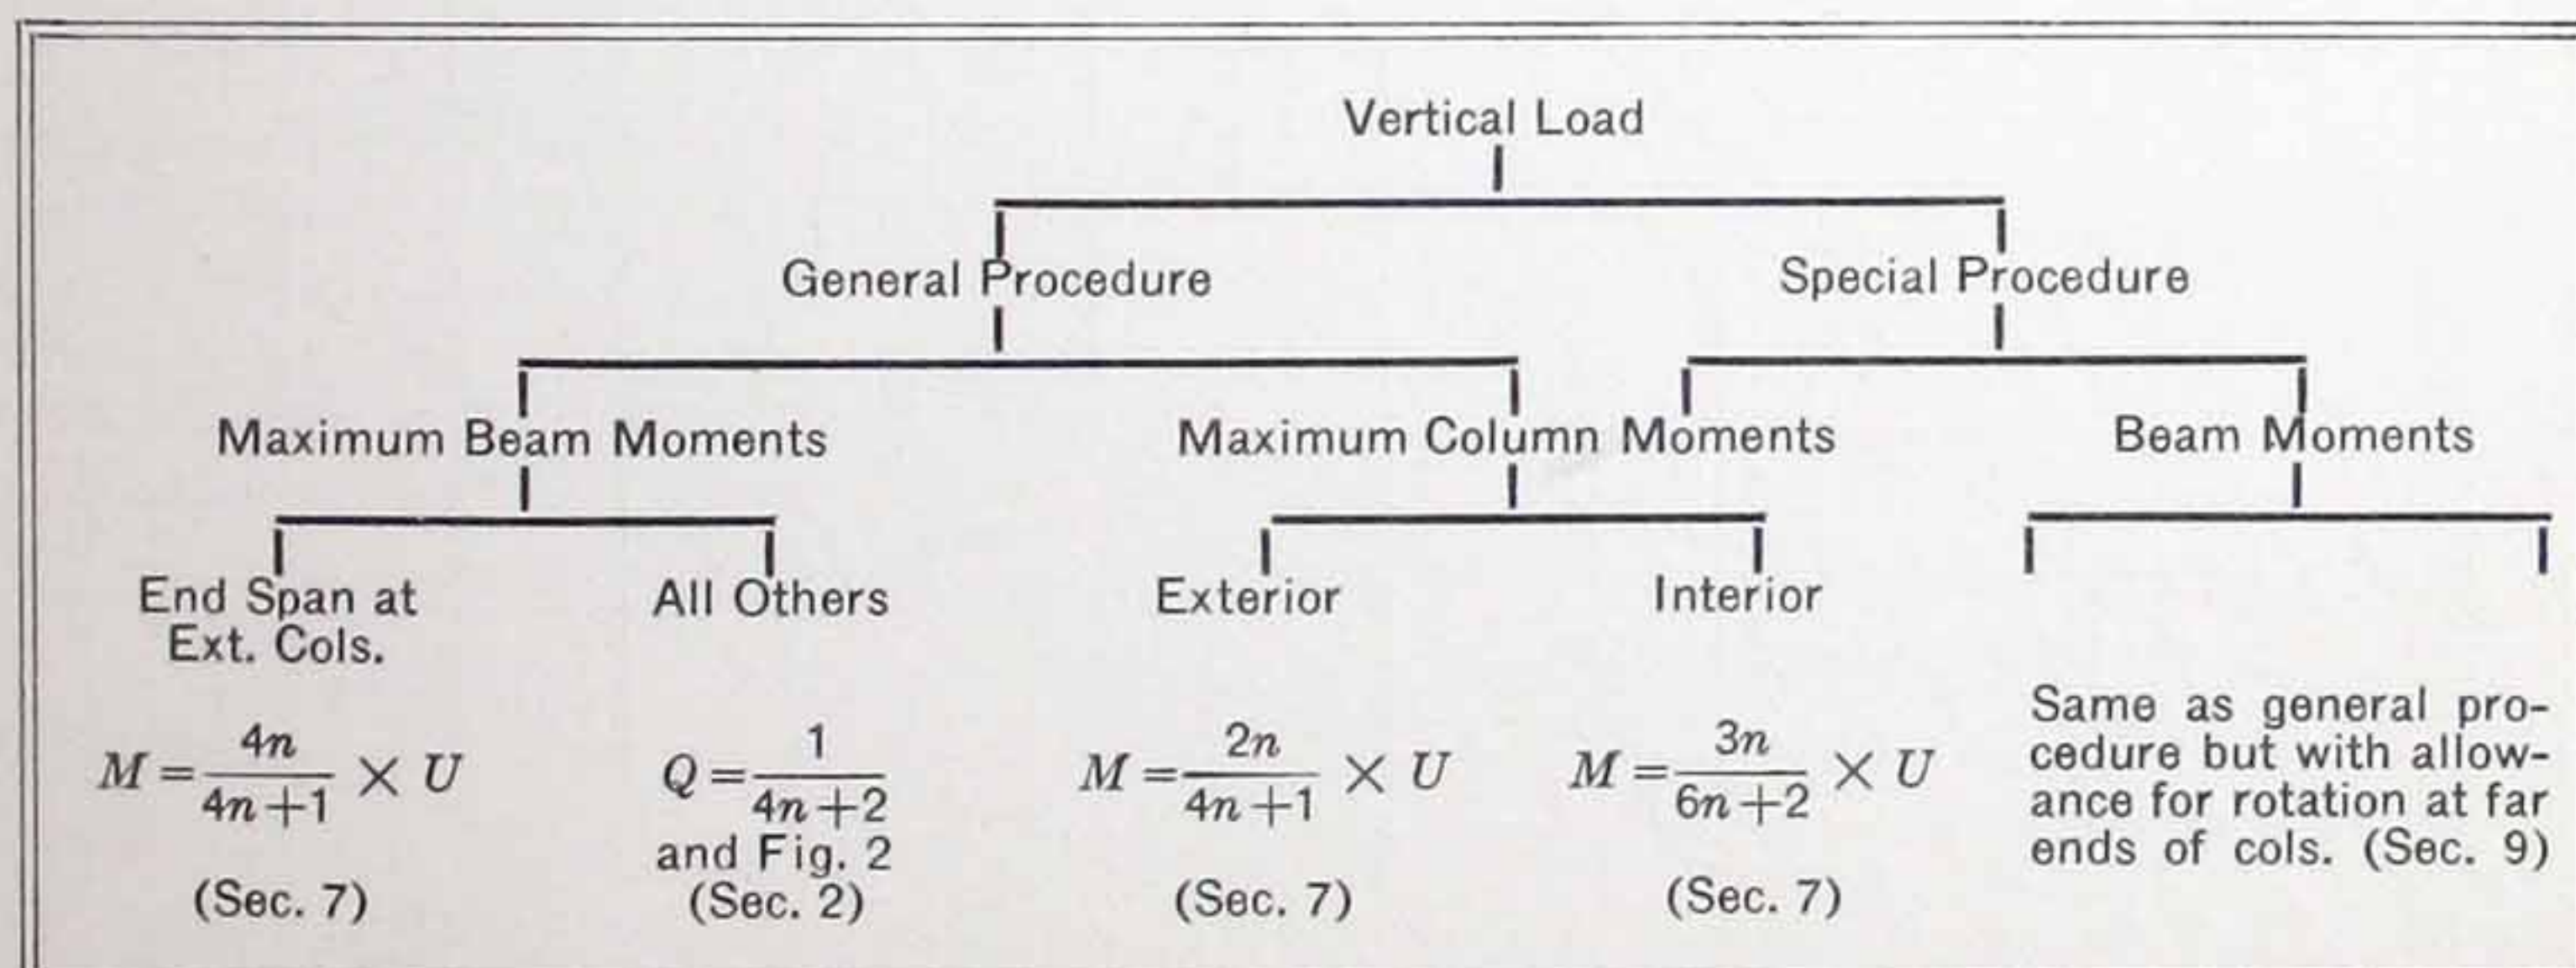 Vertical Load
General Procedure
Special Procedure
Maximum Beam Moments
Maximum Column Moments
Beam Moments
End Span at
Ext. Cols.
All Others
Exterior
Interior
M = 4n / (4n+1) × U
(Sec. 7)
Q = 1 / (4n+2)
and Fig. 2
(Sec. 2)
M = 2n / (4n+1) × U
(Sec. 7)
M = 3n / (6n+2) × U
(Sec. 7)
Same as general pro-
cedure but with allow-
ance for rotation at far
ends of cols. (Sec. 9)